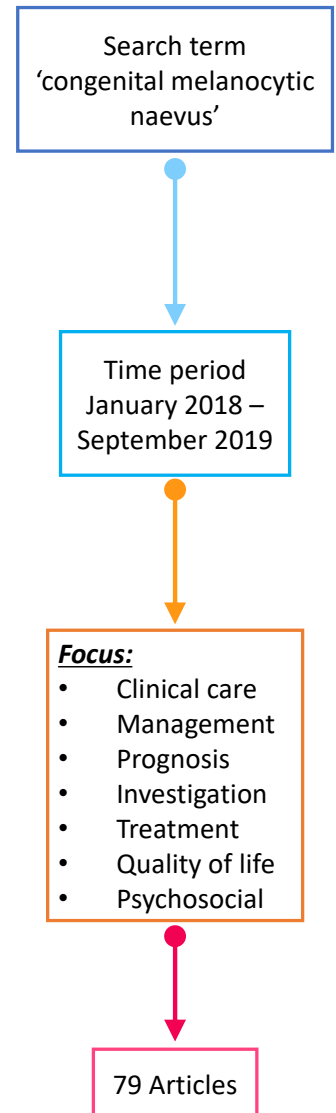 Search term
‘congenital melanocytic
naevus’
Time period
January 2018 –
September 2019
Focus:
• Clinical care
• Management
• Prognosis
• Investigation
• Treatment
• Quality of life
• Psychosocial
79 Articles